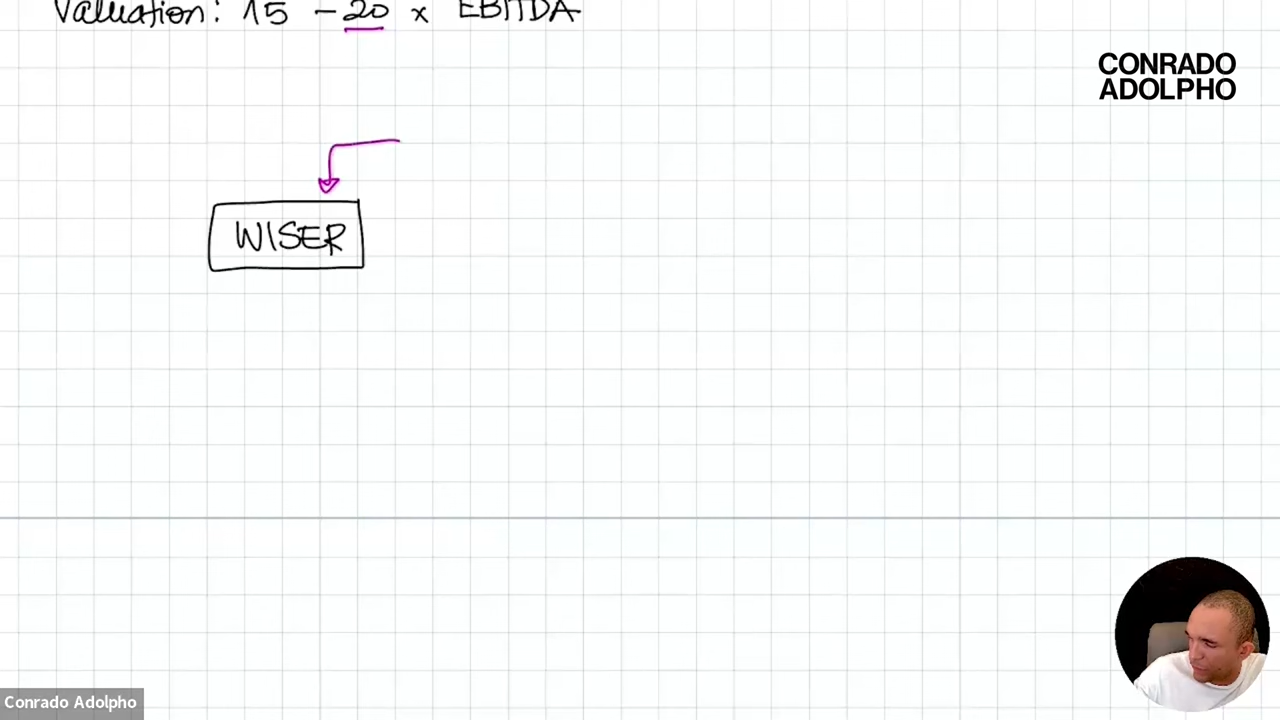 Valuation: 15 - 20 x EBITDA
CONRADO
ADOLPHO
WISER
Conrado Adolpho